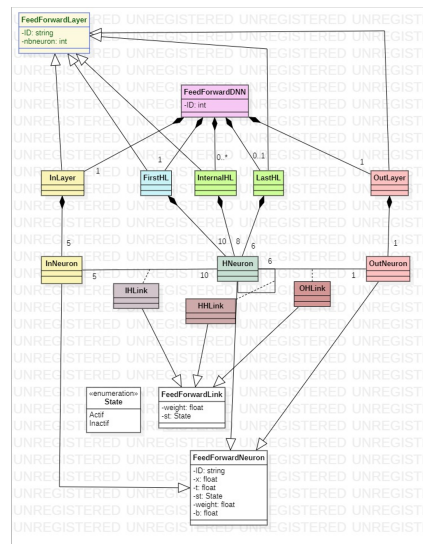 FeedForwardLayer
-ID: string
-nbneuron: int
FeedForwardDNN
-ID: int
1
1
0..*
0..1
1
InLayer
FirstHL
InternalHL
LastHL
OutLayer
5
10
8
6
1
InNeuron
HNeuron
OutNeuron
5
10
6
1
IHLink
HHLink
OHLink
«enumeration»
State
Actif
Inactif
FeedForwardLink
-weight: float
-st: State
FeedForwardNeuron
-ID: string
-x: float
-t: float
-st: State
-weight: float
-b: float
UNREGISTERED